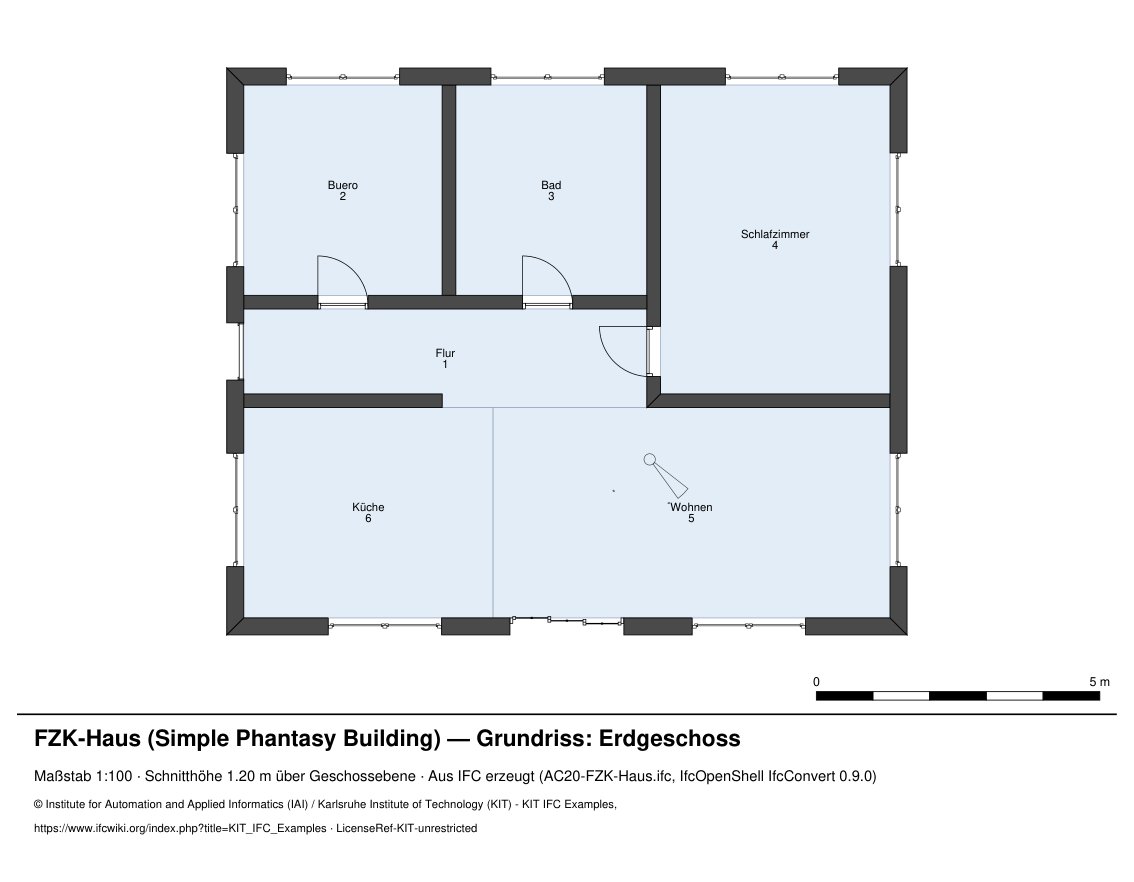 Buero
2
Bad
3
Schlafzimmer
4
Flur
1
Küche
6
Wohnen
5
0
5 m
FZK-Haus (Simple Phantasy Building) — Grundriss: Erdgeschoss
Maßstab 1:100 · Schnitthöhe 1.20 m über Geschossebene · Aus IFC erzeugt (AC20-FZK-Haus.ifc, IfcOpenShell IfcConvert 0.9.0)
© Institute for Automation and Applied Informatics (IAI) / Karlsruhe Institute of Technology (KIT) - KIT IFC Examples,
https://www.ifcwiki.org/index.php?title=KIT_IFC_Examples · LicenseRef-KIT-unrestricted